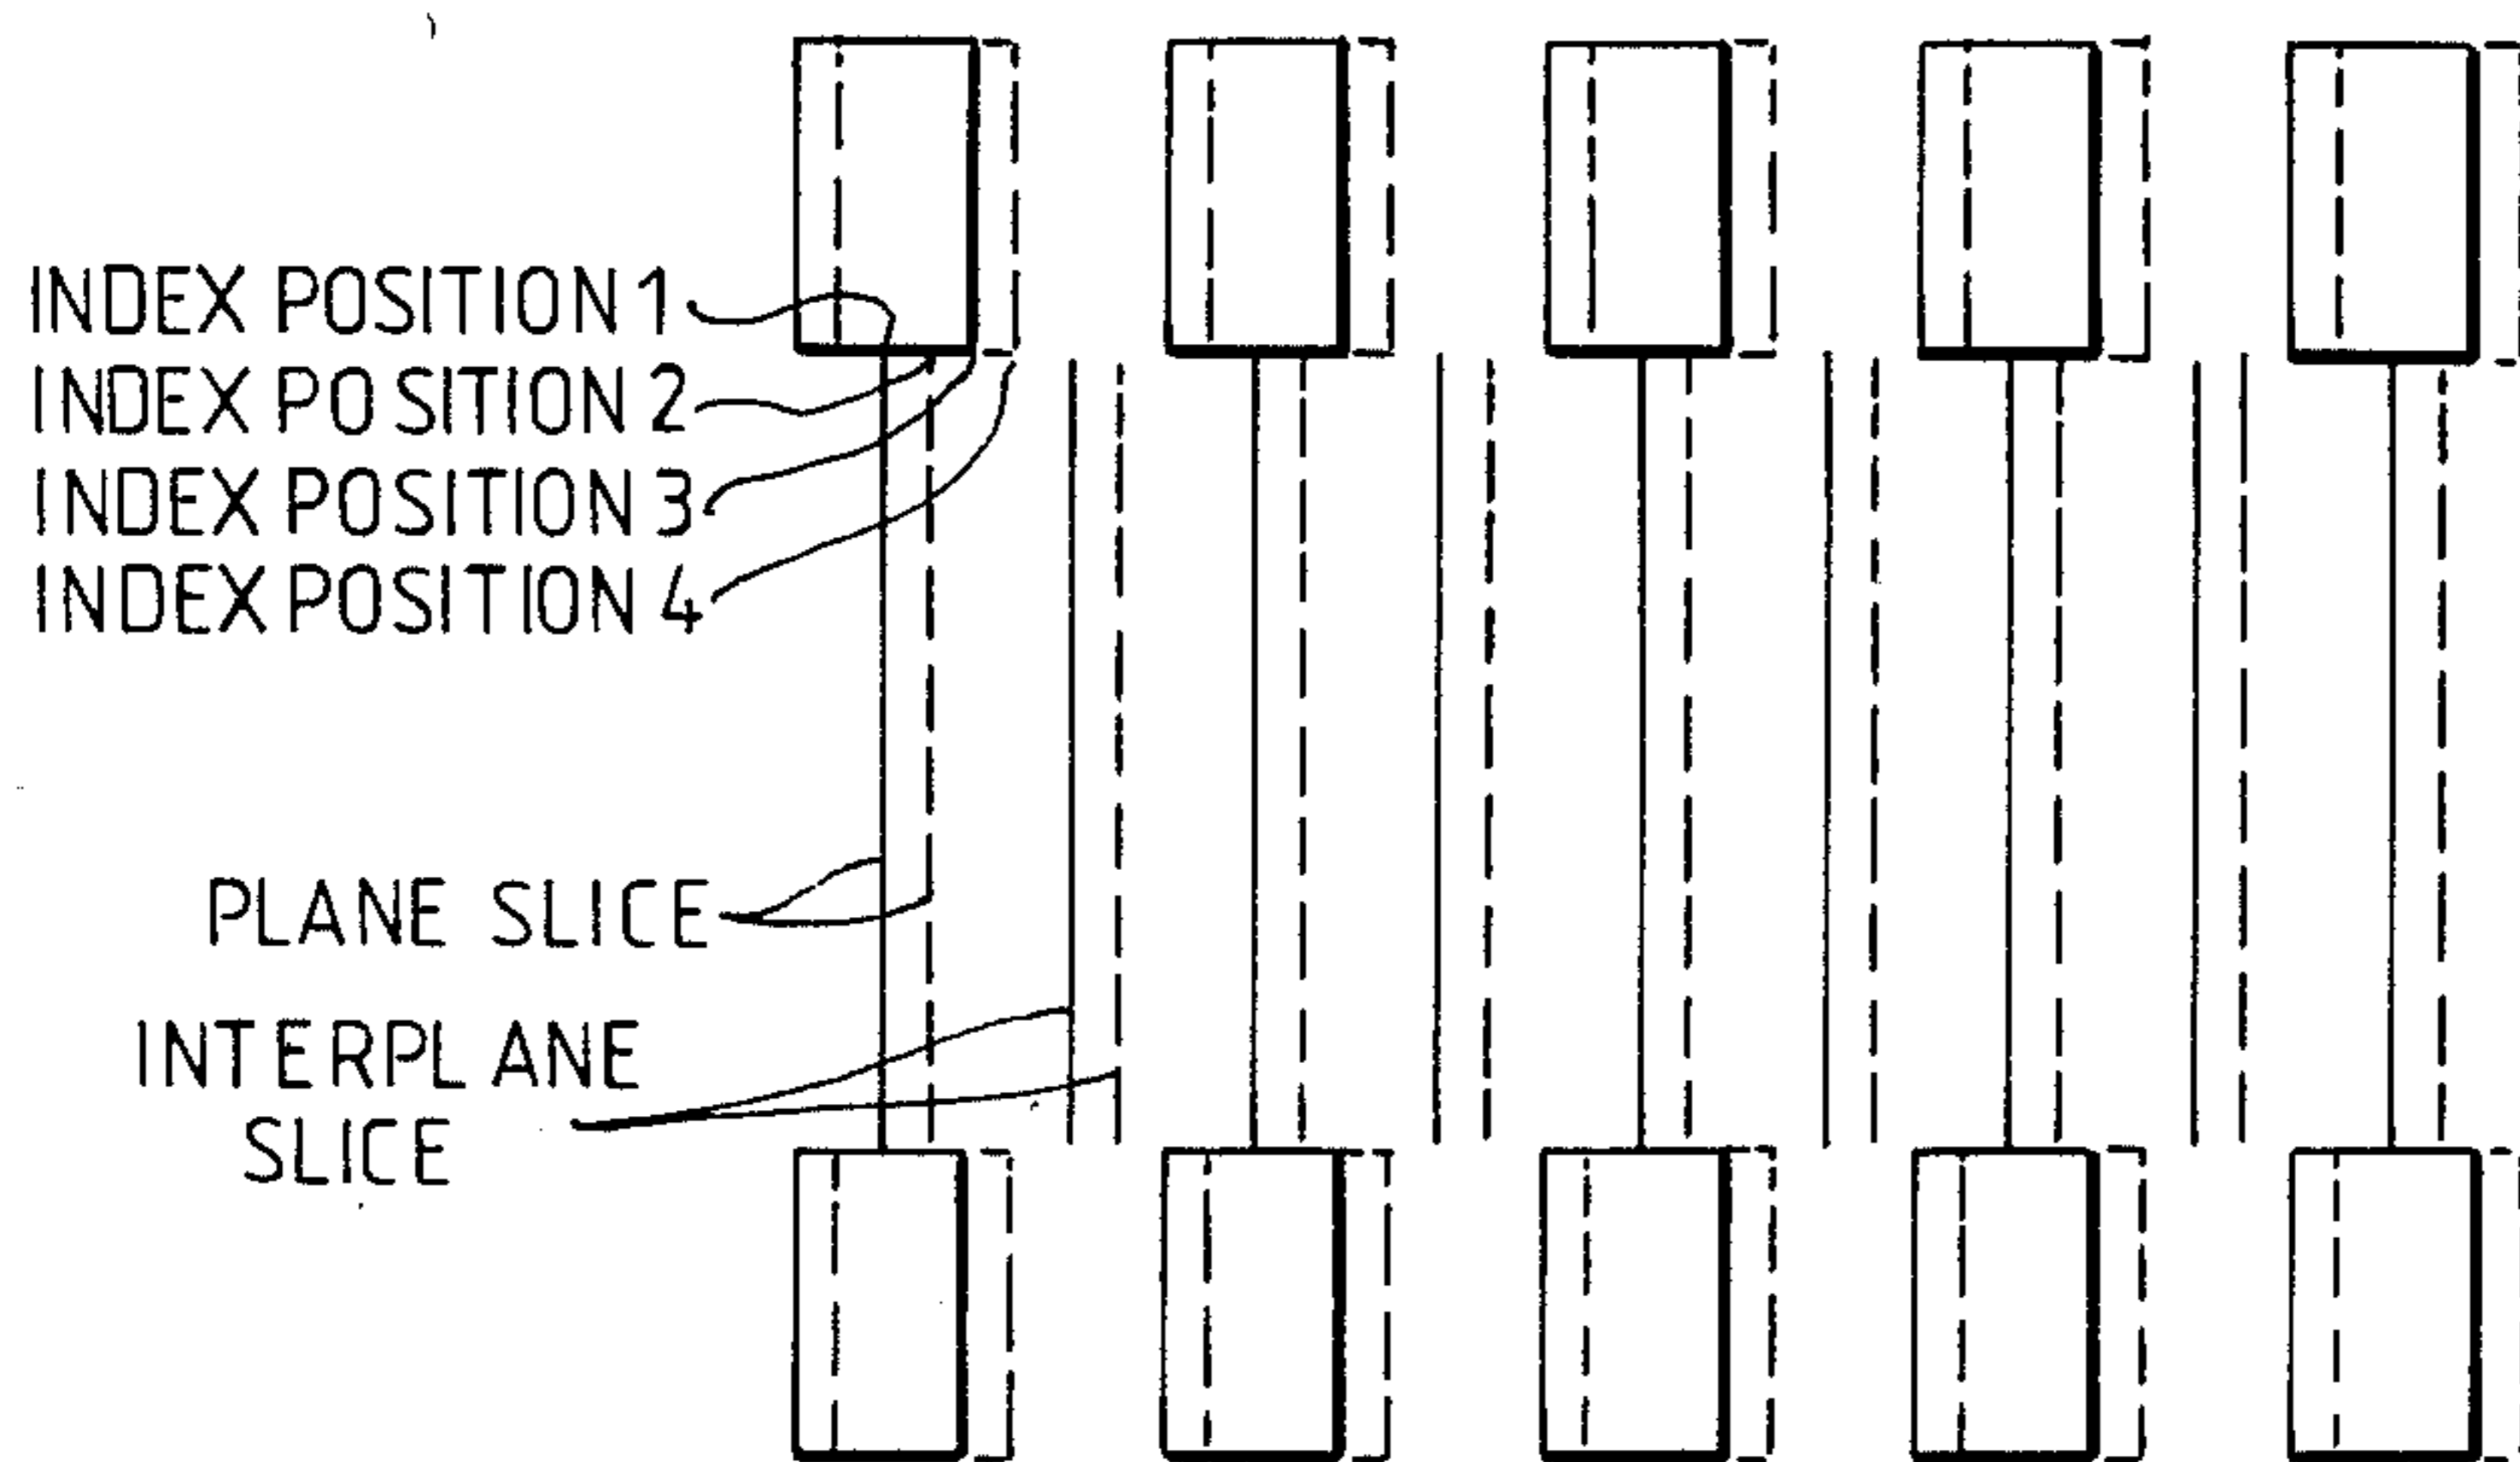 INDEX POSITION 1
INDEX POSITION 2
INDEX POSITION 3
INDEX POSITION 4
PLANE SLICE
INTERPLANE
SLICE